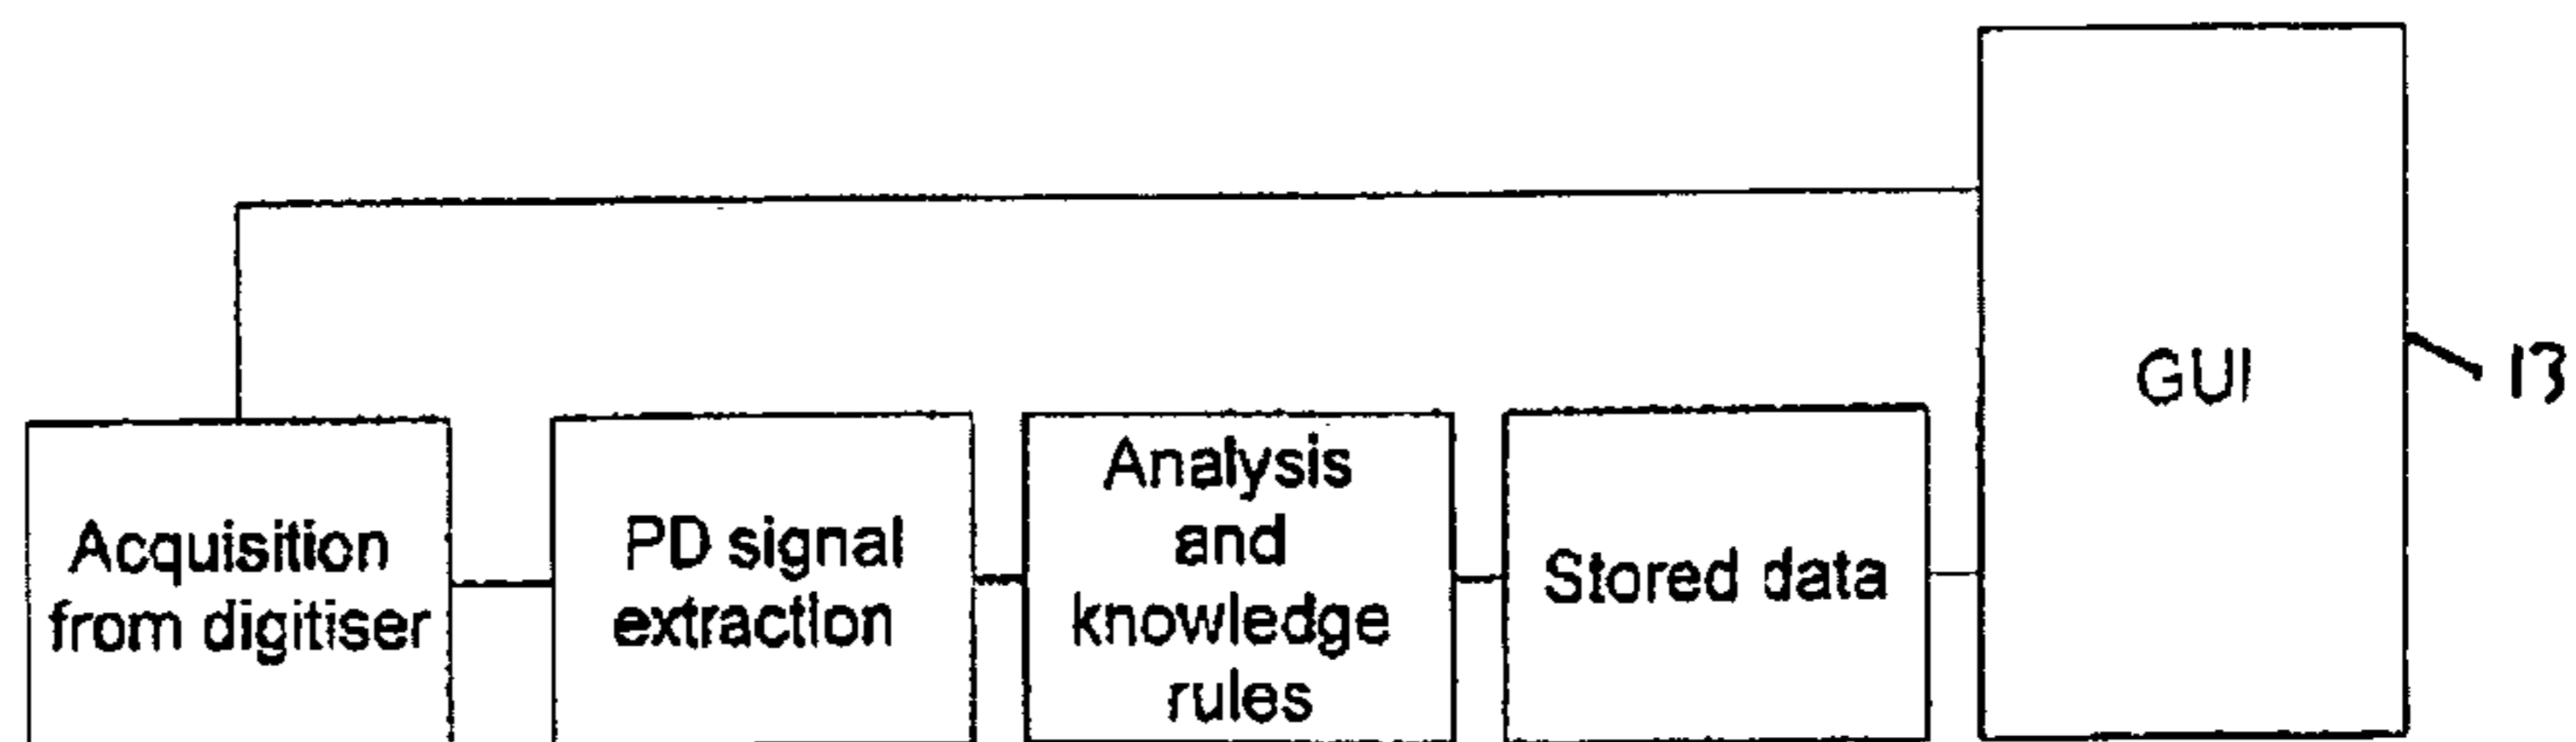 Acquisition
from digitiser
PD signal
extraction
Analysis
and
knowledge
rules
Stored data
GUI
13